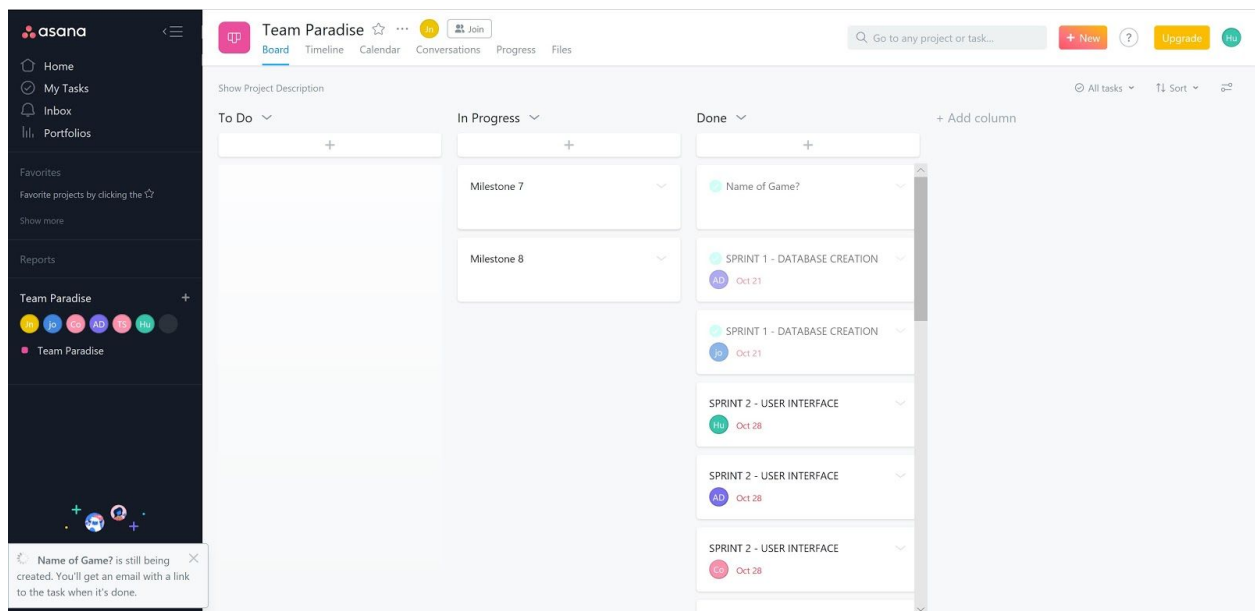 asana
Home
My Tasks
Inbox
Portfolios
Favorites
Favorite projects by clicking the
Show more
Reports
Team Paradise +
In jo Co AD TS Hu
Team Paradise
Name of Game? is still being
created. You'll get an email with a link
to the task when it's done.
Team Paradise ... In Join
Board Timeline Calendar Conversations Progress Files
Go to any project or task...
+ New ? Upgrade Hu
Show Project Description
All tasks Sort
To Do
+
In Progress
+
Milestone 7
Milestone 8
Done
+
Name of Game?
SPRINT 1 - DATABASE CREATION
AD Oct 21
SPRINT 1 - DATABASE CREATION
jo Oct 21
SPRINT 2 - USER INTERFACE
Hu Oct 28
SPRINT 2 - USER INTERFACE
AD Oct 28
SPRINT 2 - USER INTERFACE
Co Oct 28
+ Add column